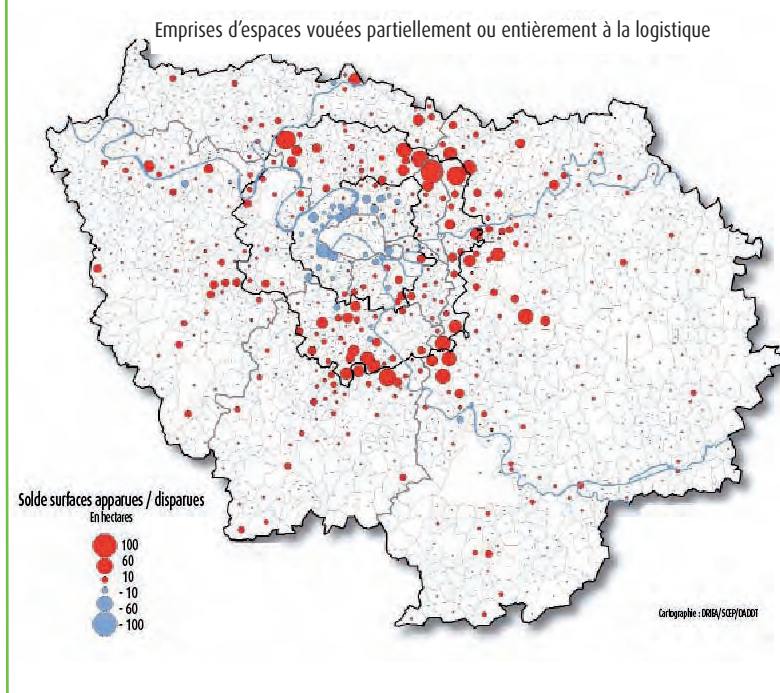 Emprises d'espaces vouées partiellement ou entièrement à la logistique
Solde surfaces apparues / disparues
En hectares
100
60
10
- 10
- 60
- 100
Cartographie : DRIEA/SCEP/DADDT